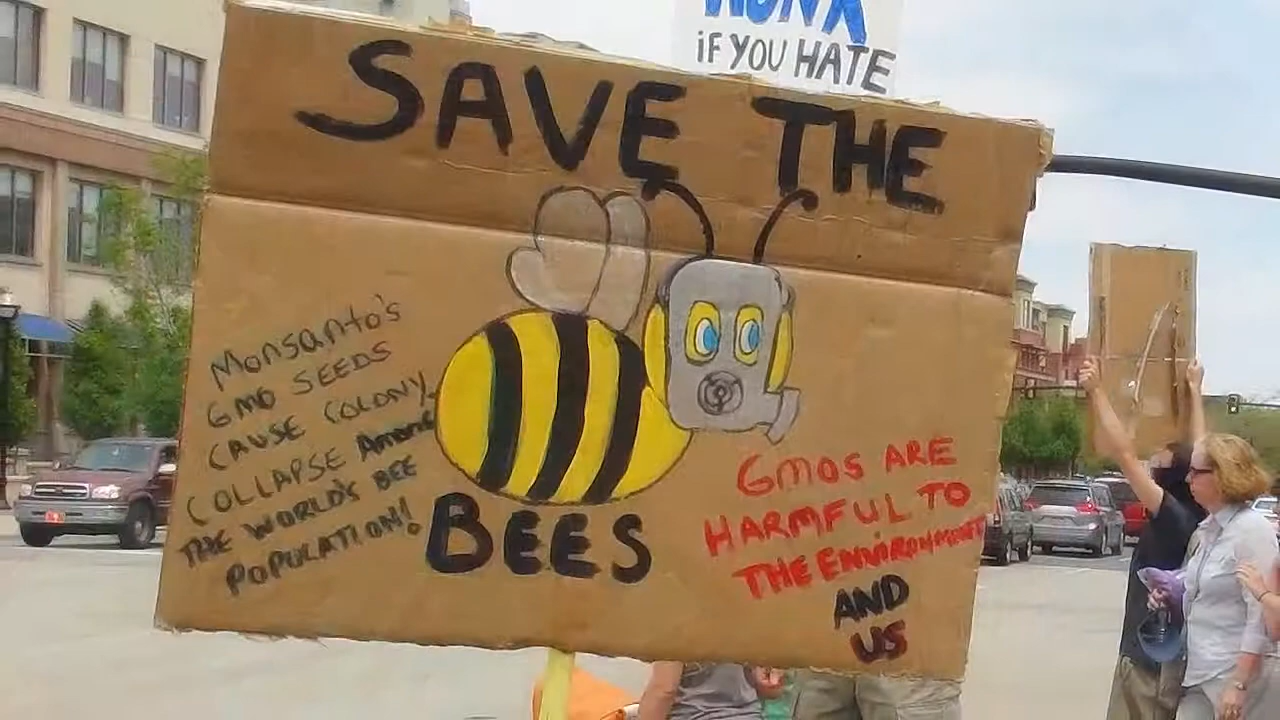 HONK
iF YOU HATE
SAVE THE
MonSanto's
GMO SEEDS
CAUSE COLONY
COLLAPSE Among
THE WORLD'S BEE
POPULATION!
BEES
GMOS ARE
HARMFUL TO
THE ENViRONMENT
AND
US